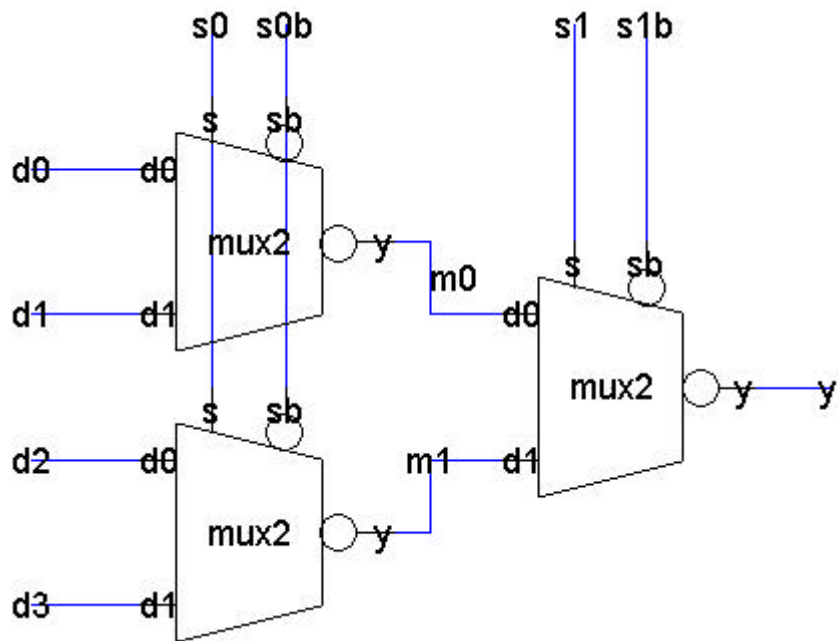 s0 s0b s1 s1b
s sb
d0 d0
mux2 y
m0
s sb
d1 d1 d0
mux2 y y
s sb
d2 d0 m1 d1
mux2 y
d3 d1